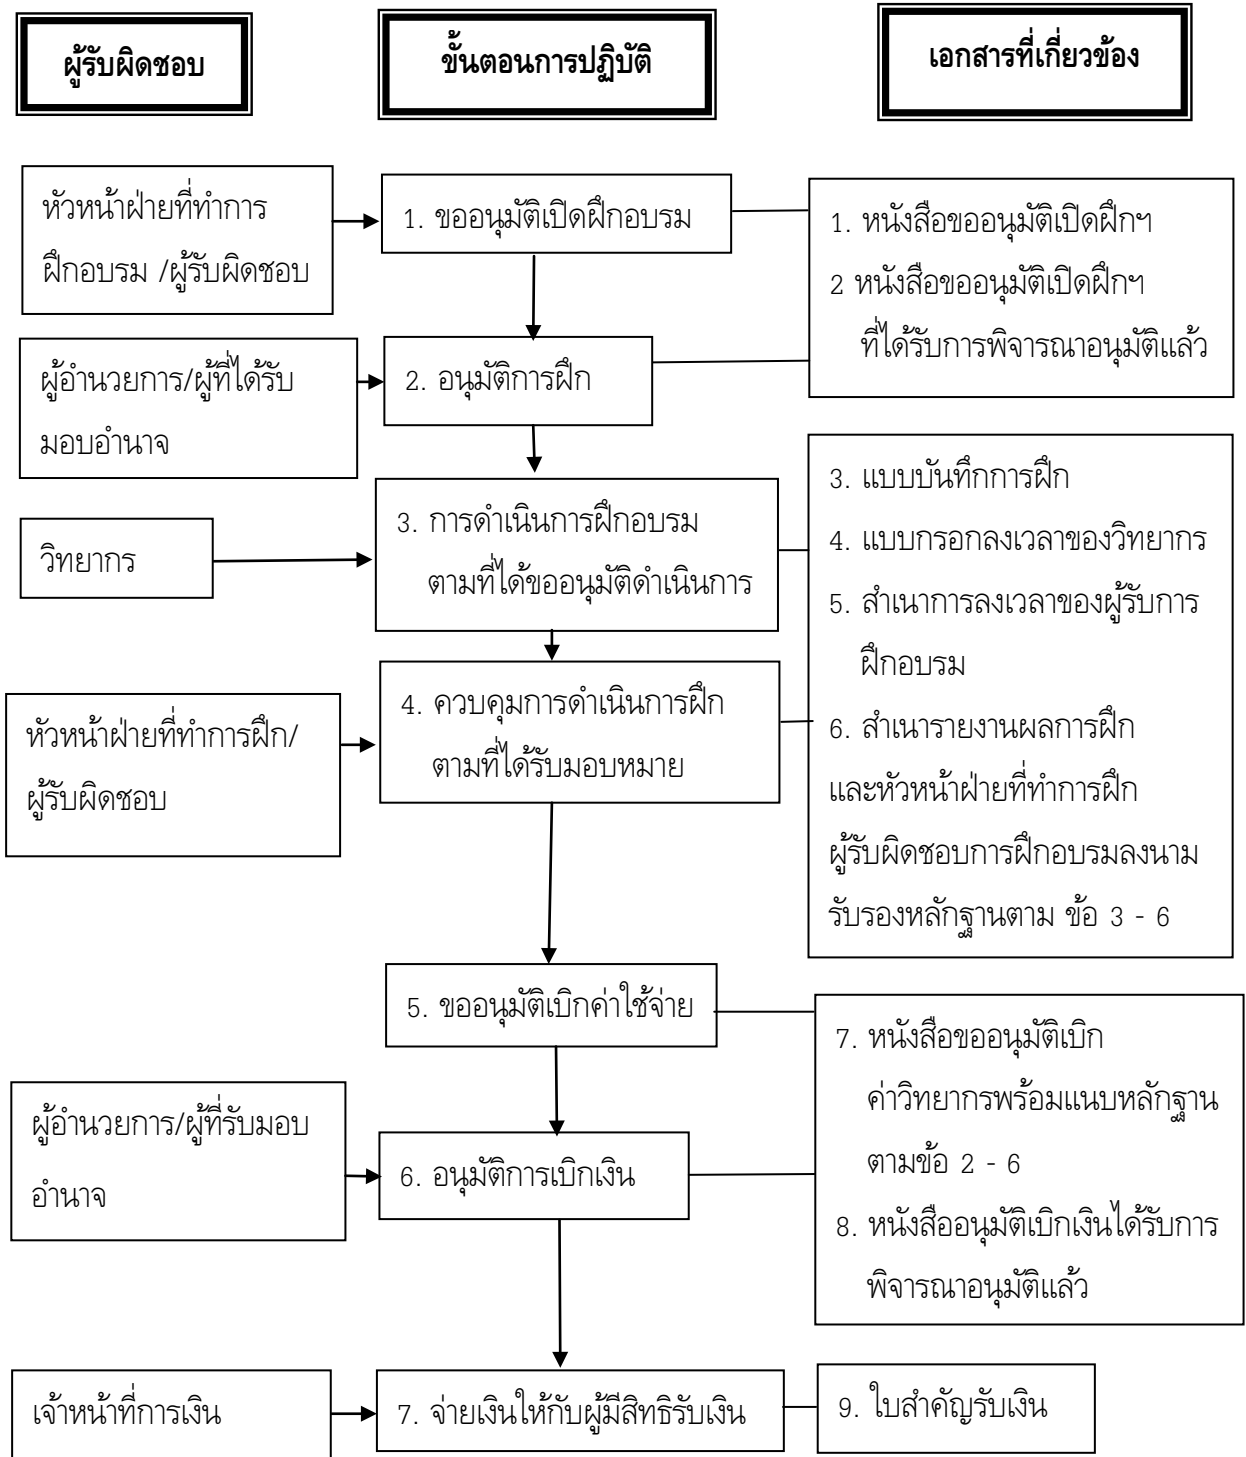 ผู้รับผิดชอบ
ขั้นตอนการปฏิบัติ
เอกสารที่เกี่ยวข้อง
หัวหน้าฝ่ายที่ทำการ
ฝึกอบรม /ผู้รับผิดชอบ
1. ขออนุมัติเปิดฝึกอบรม
1. หนังสือขออนุมัติเปิดฝึกฯ
2 หนังสือขออนุมัติเปิดฝึกฯ
ที่ได้รับการพิจารณาอนุมัติแล้ว
ผู้อำนวยการ/ผู้ที่ได้รับ
มอบอำนาจ
2. อนุมัติการฝึก
วิทยากร
3. การดำเนินการฝึกอบรม
ตามที่ได้ขออนุมัติดำเนินการ
3. แบบบันทึกการฝึก
4. แบบกรอกลงเวลาของวิทยากร
5. สำเนาการลงเวลาของผู้รับการ
ฝึกอบรม
6. สำเนารายงานผลการฝึก
และหัวหน้าฝ่ายที่ทำการฝึก
ผู้รับผิดชอบการฝึกอบรมลงนาม
รับรองหลักฐานตาม ข้อ 3 - 6
หัวหน้าฝ่ายที่ทำการฝึก/
ผู้รับผิดชอบ
4. ควบคุมการดำเนินการฝึก
ตามที่ได้รับมอบหมาย
5. ขออนุมัติเบิกค่าใช้จ่าย
7. หนังสือขออนุมัติเบิก
ค่าวิทยากรพร้อมแนบหลักฐาน
ตามข้อ 2 - 6
8. หนังสืออนุมัติเบิกเงินได้รับการ
พิจารณาอนุมัติแล้ว
ผู้อำนวยการ/ผู้ที่รับมอบ
อำนาจ
6. อนุมัติการเบิกเงิน
เจ้าหน้าที่การเงิน
7. จ่ายเงินให้กับผู้มีสิทธิรับเงิน
9. ใบสำคัญรับเงิน